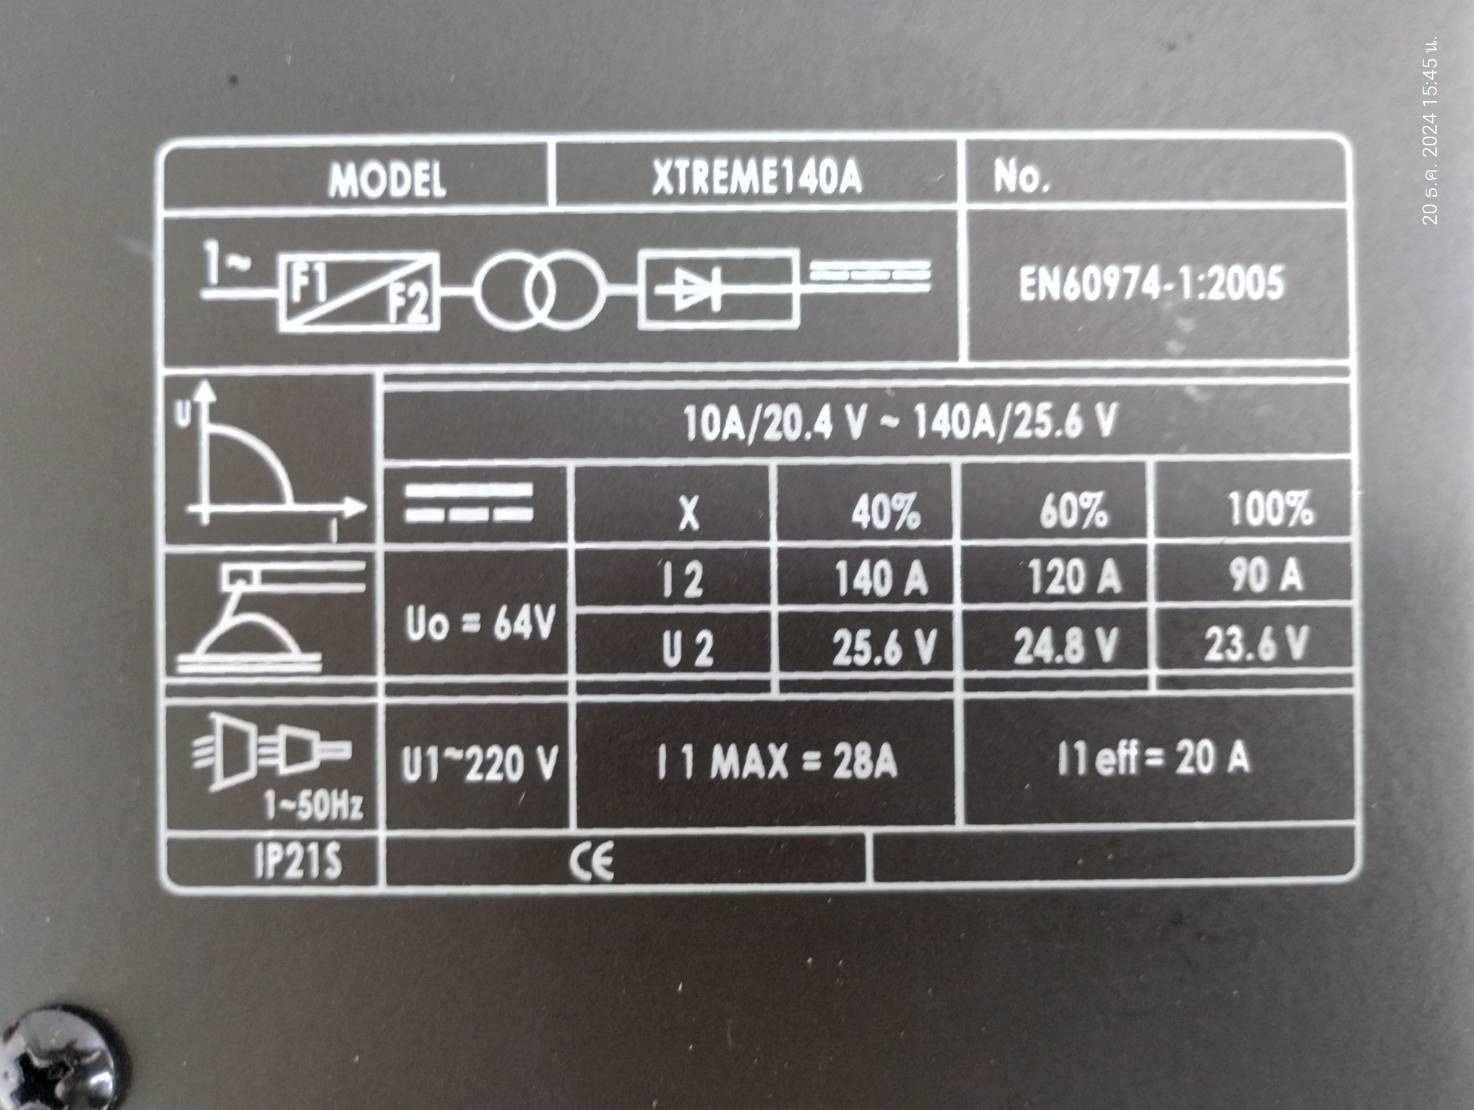 MODEL XTREME140A No.
1~ F1 F2 EN60974-1:2005
U 10A/20.4 V ~ 140A/25.6 V
X 40% 60% 100%
I
I 2 140 A 120 A 90 A
Uo = 64V
U 2 25.6 V 24.8 V 23.6 V
U1~220 V I 1 MAX = 28A I1 eff = 20 A
1~50Hz
IP21S CE
20 ธ.ค. 2024 15:45 น.